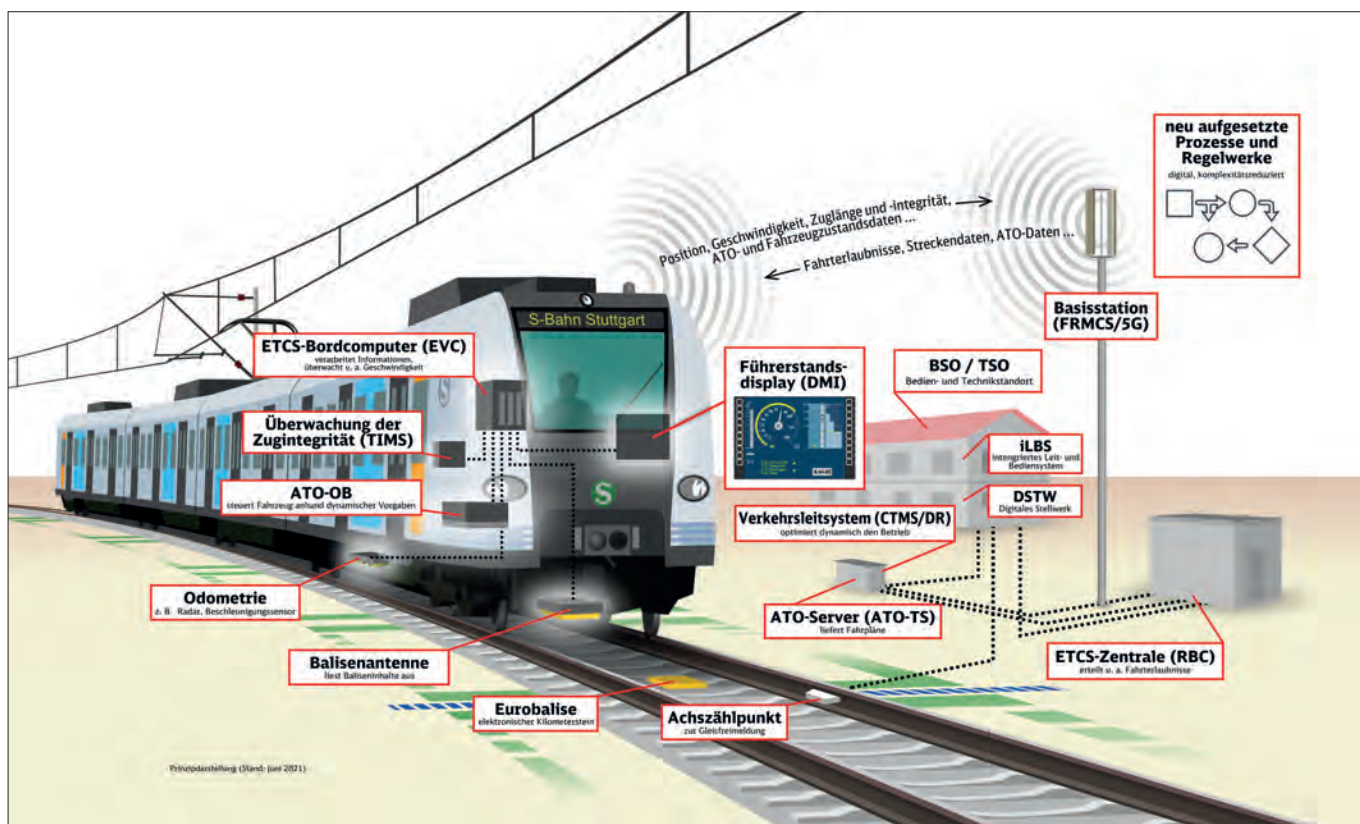 neu aufgesetzte
Prozesse und
Regelwerke
digital, komplexitätsreduziert
Position, Geschwindigkeit, Zuglänge und -integrität,
ATO- und Fahrzeugzustandsdaten ...
Fahrterlaubnisse, Streckendaten, ATO-Daten ...
Basisstation
(FRMCS/5G)
S-Bahn Stuttgart
ETCS-Bordcomputer (EVC)
verarbeitet Informationen,
überwacht u. a. Geschwindigkeit
Führerstands-
display (DMI)
BSO / TSO
Bedien- und Technikstandort
Überwachung der
Zugintegrität (TIMS)
iLBS
Intengriertes Leit- und
Bediensystem
ATO-OB
steuert Fahrzeug anhand dynamischer Vorgaben
S
DSTW
Digitales Stellwerk
Verkehrsleitsystem (CTMS/DR)
optimiert dynamisch den Betrieb
Odometrie
z. B. Radar, Beschleunigungssensor
ATO-Server (ATO-TS)
liefert Fahrpläne
Balisenantenne
liest Baliseninhalte aus
ETCS-Zentrale (RBC)
erteilt u. a. Fahrterlaubnisse
Eurobalise
elektronischer Kilometerstein
Achszählpunkt
zur Gleisfreimeldung
Prinzipdarstellung (Stand: Juni 2021)